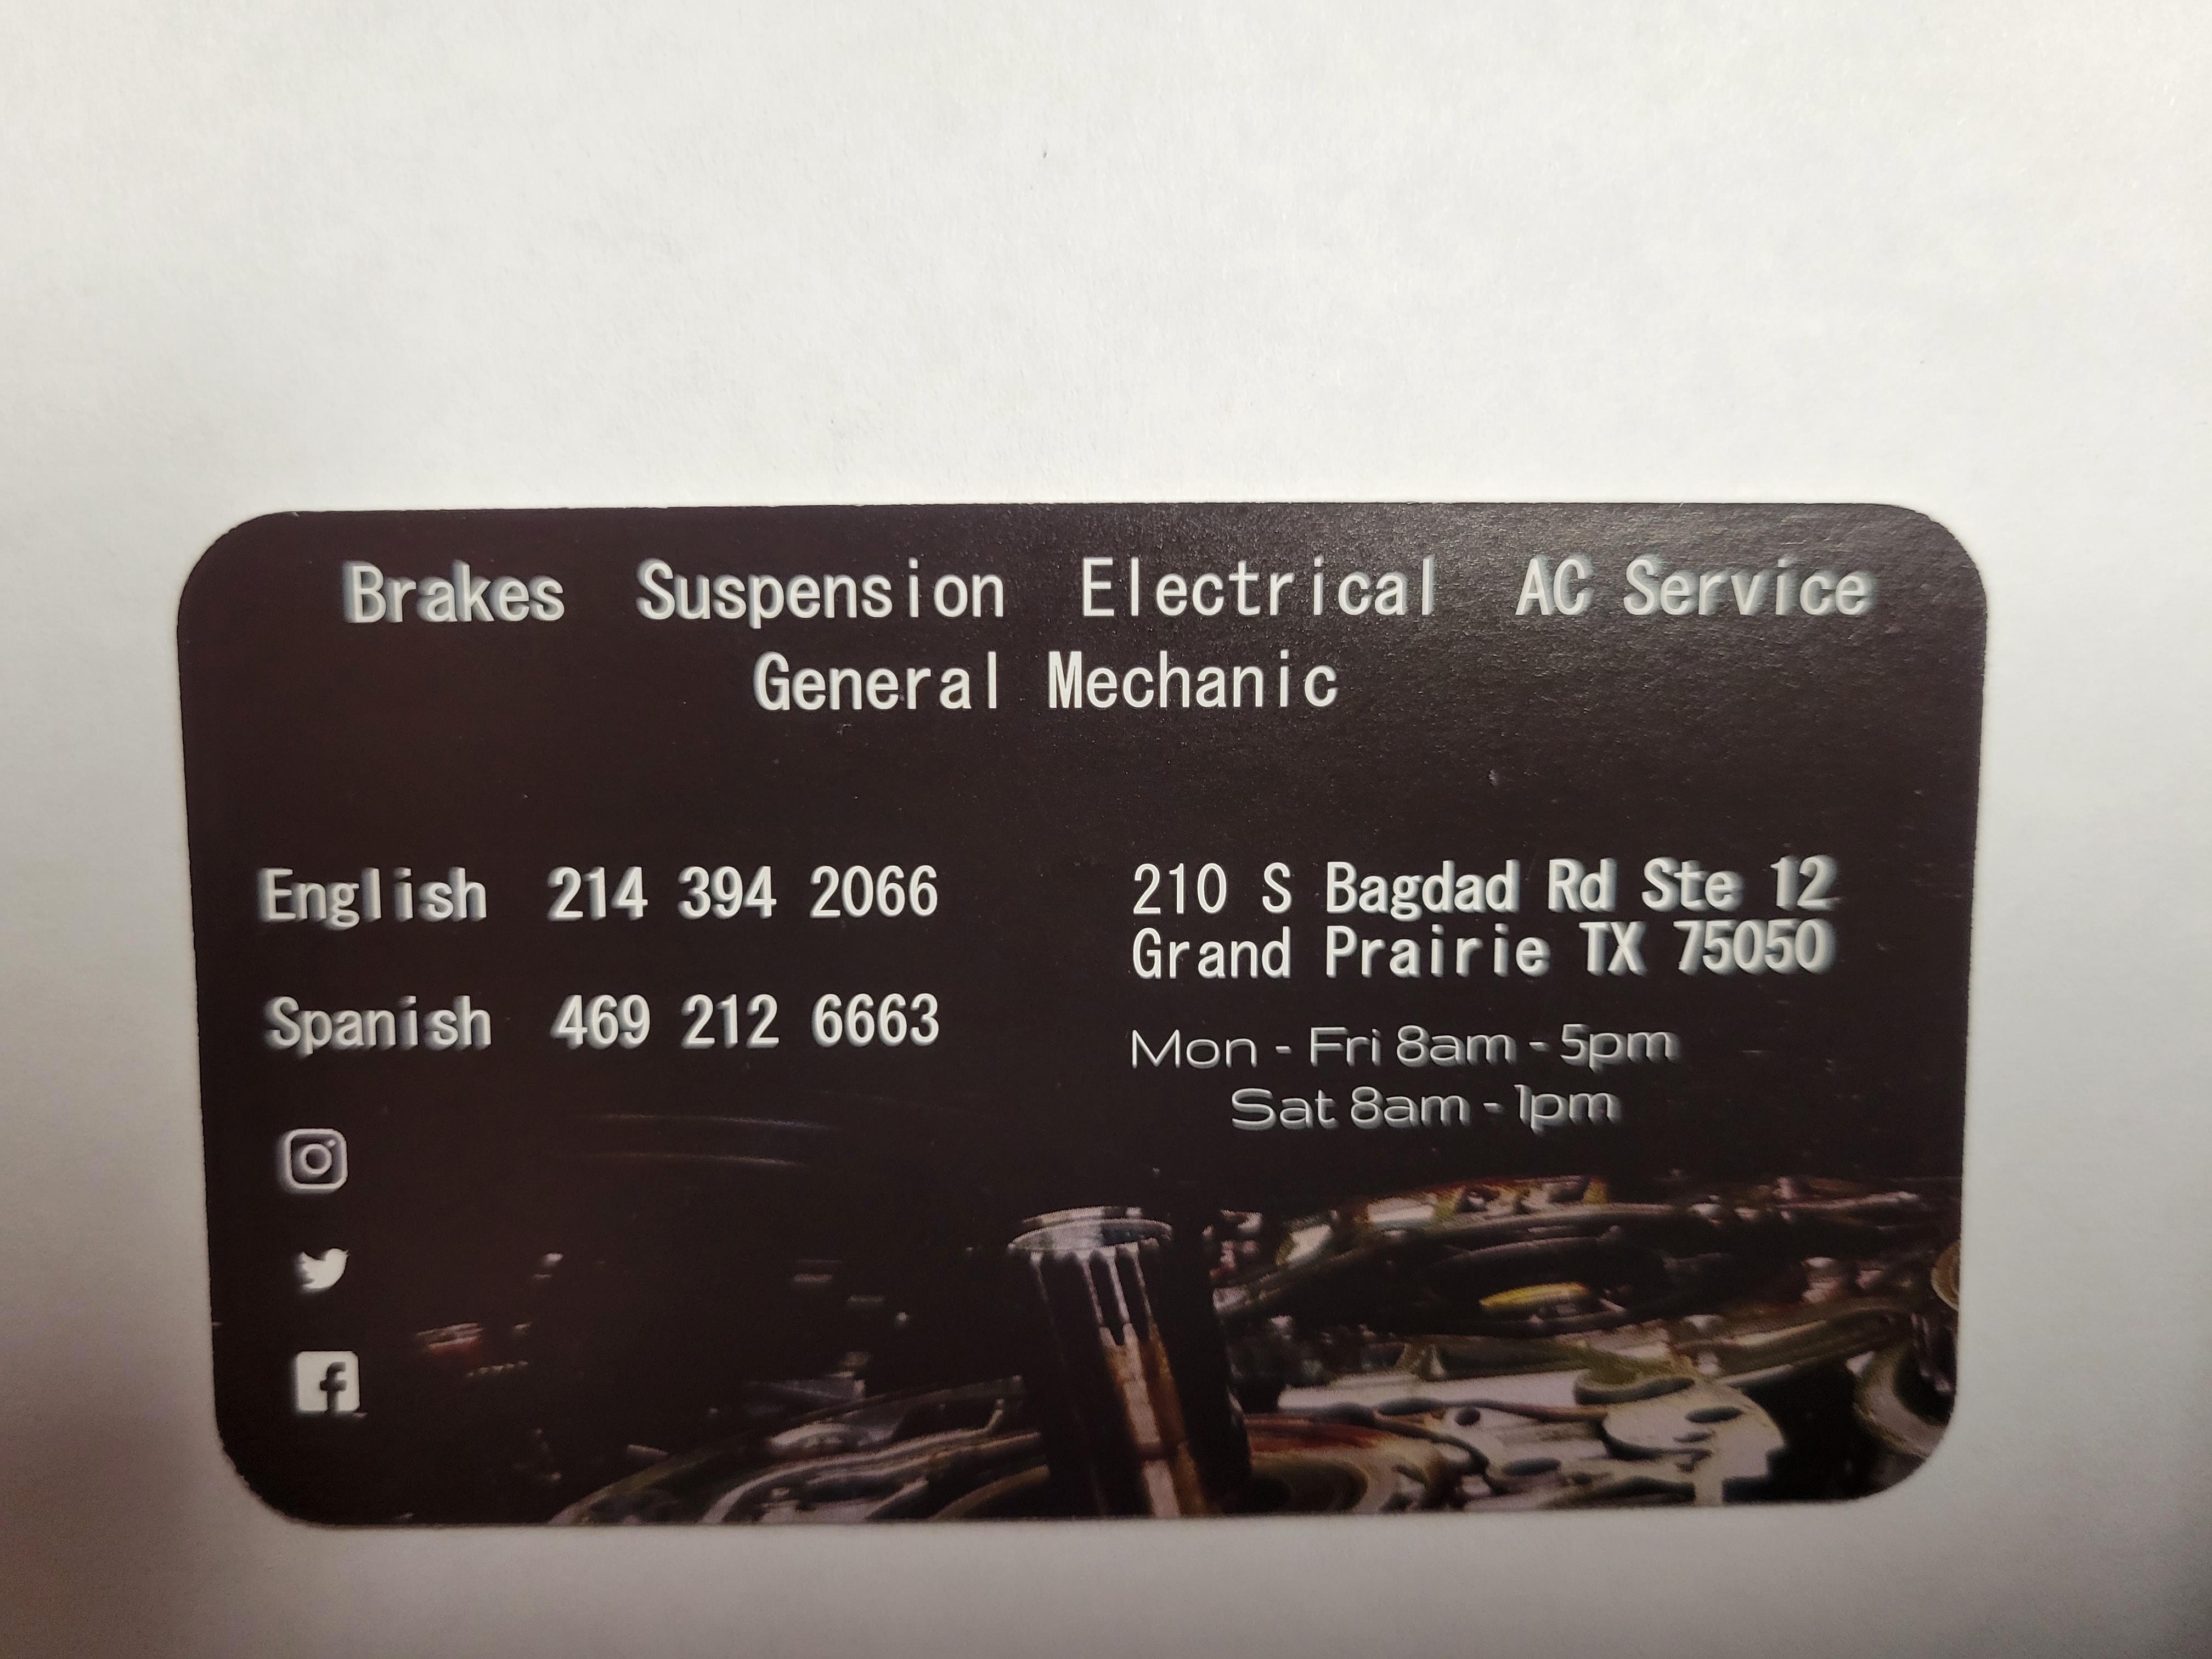 Brakes Suspension Electrical AC Service
General Mechanic
English 214 394 2066
Spanish 469 212 6663
210 S Bagdad Rd Ste 12
Grand Prairie TX 75050
Mon - Fri 8am - 5pm
Sat 8am - 1pm